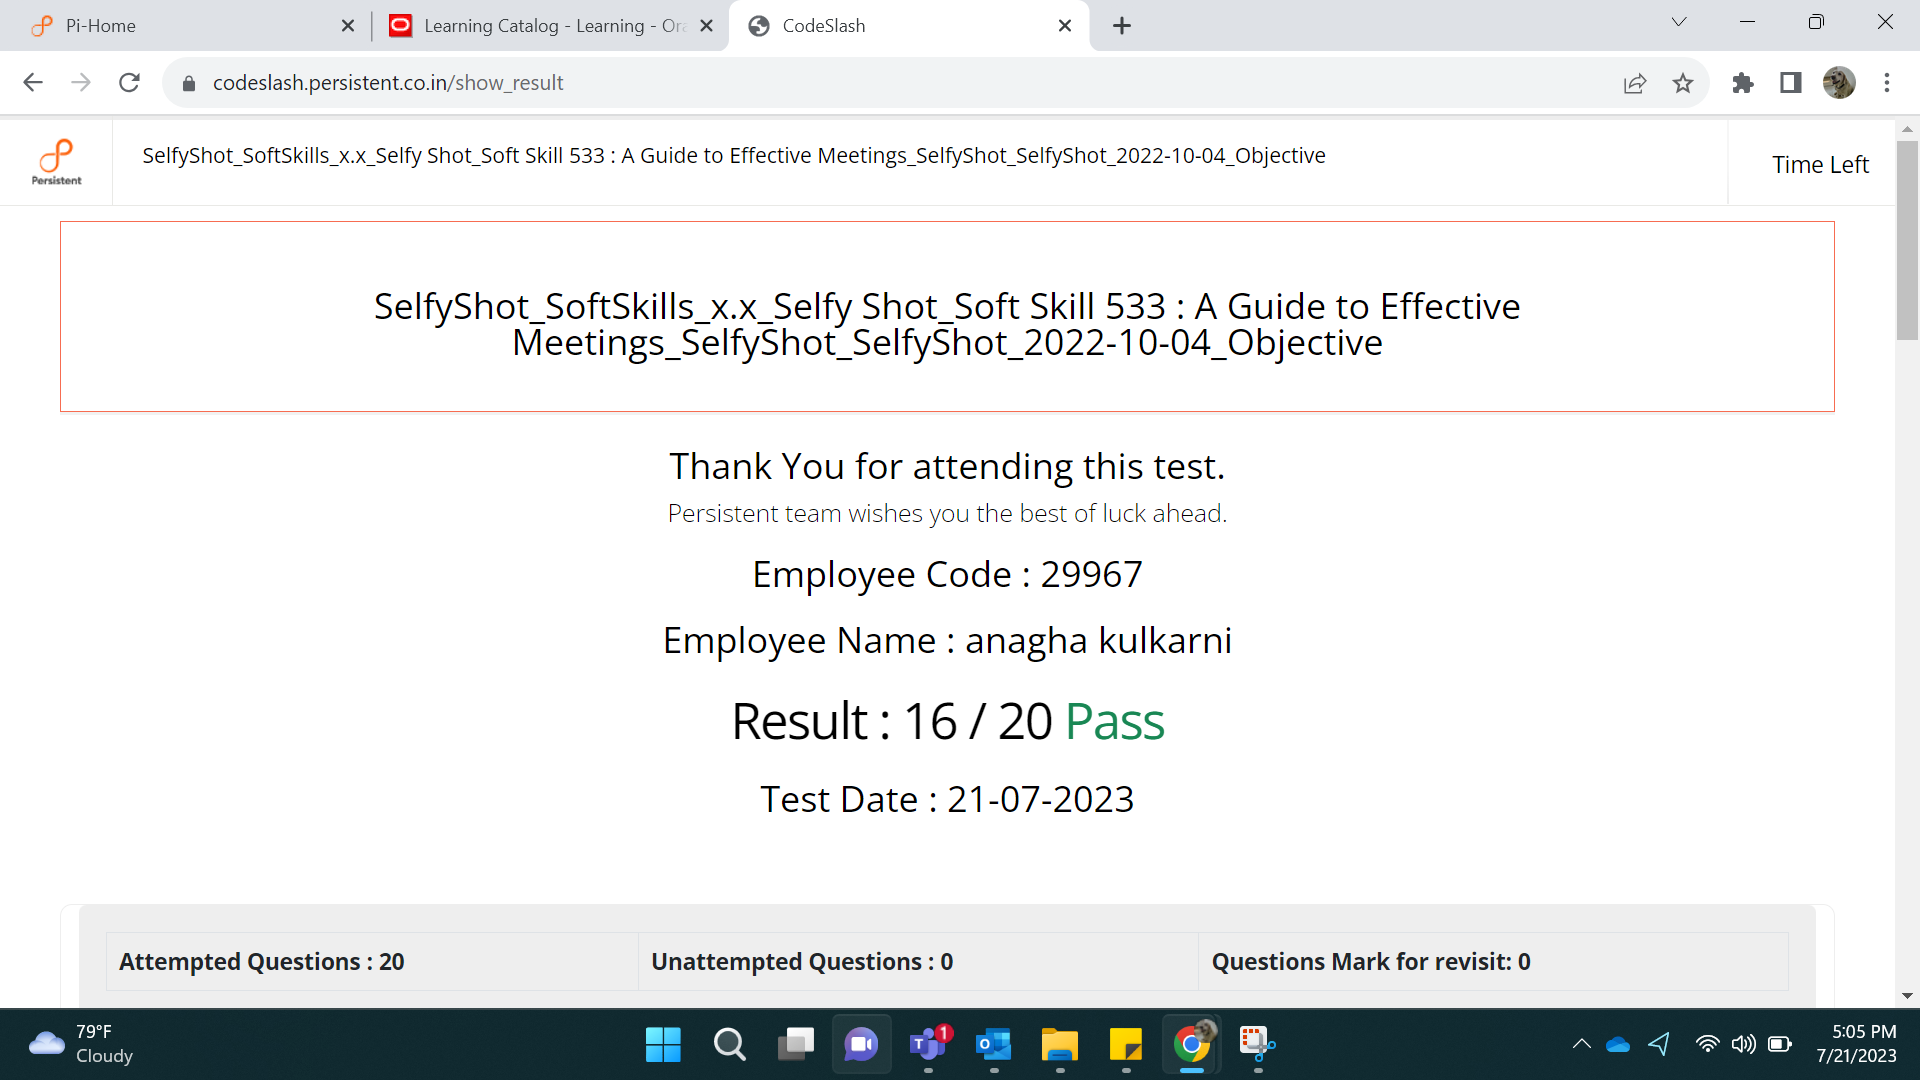 Pi-Home
Learning Catalog - Learning - Ora
CodeSlash
codeslash.persistent.co.in/show_result
Persistent
SelfyShot_SoftSkills_x.x_Selfy Shot_Soft Skill 533 : A Guide to Effective Meetings_SelfyShot_SelfyShot_2022-10-04_Objective
Time Left
SelfyShot_SoftSkills_x.x_Selfy Shot_Soft Skill 533 : A Guide to Effective
Meetings_SelfyShot_SelfyShot_2022-10-04_Objective
Thank You for attending this test.
Persistent team wishes you the best of luck ahead.
Employee Code : 29967
Employee Name : anagha kulkarni
Result : 16 / 20 Pass
Test Date : 21-07-2023
Attempted Questions : 20
Unattempted Questions : 0
Questions Mark for revisit: 0
79°F
Cloudy
1
5:05 PM
7/21/2023